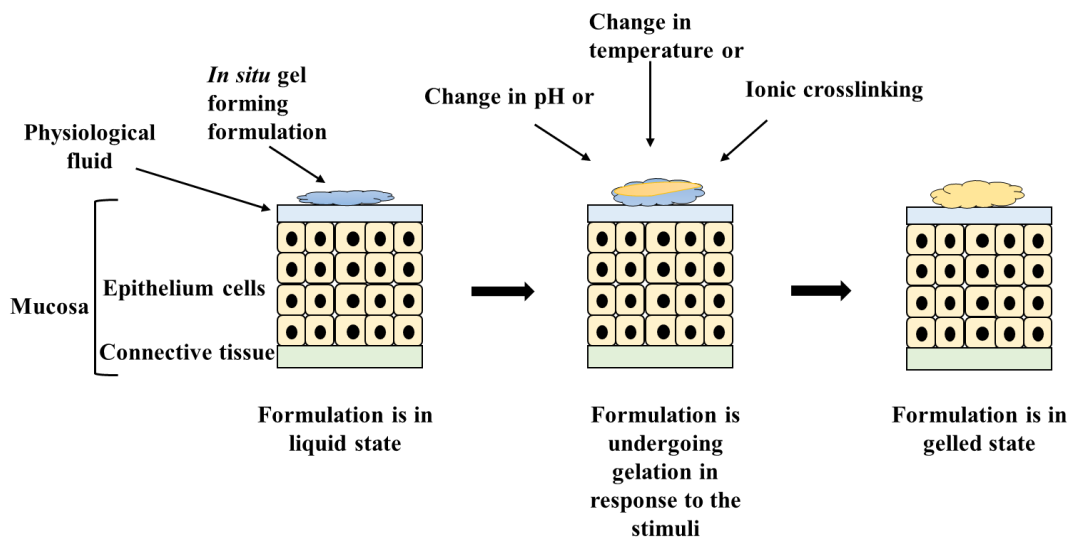 Change in
temperature or
In situ gel
forming
formulation
Change in pH or
Ionic crosslinking
Physiological
fluid
Mucosa
Epithelium cells
Connective tissue
Formulation is in
liquid state
Formulation is
undergoing
gelation in
response to the
stimuli
Formulation is in
gelled state